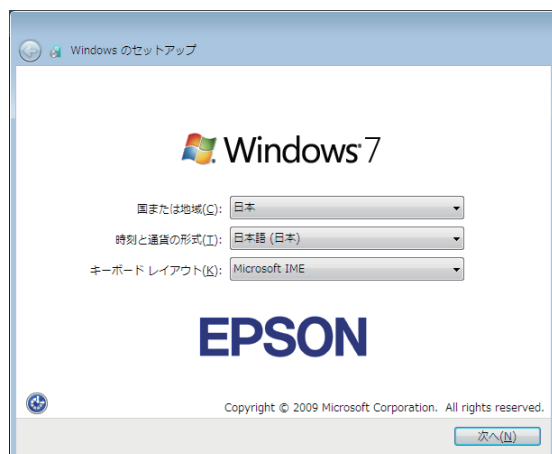 Windows のセットアップ
Windows 7
国または地域(C): 日本
時刻と通貨の形式(T): 日本語 (日本)
キーボード レイアウト(K): Microsoft IME
EPSON
Copyright © 2009 Microsoft Corporation. All rights reserved.
次へ(N)